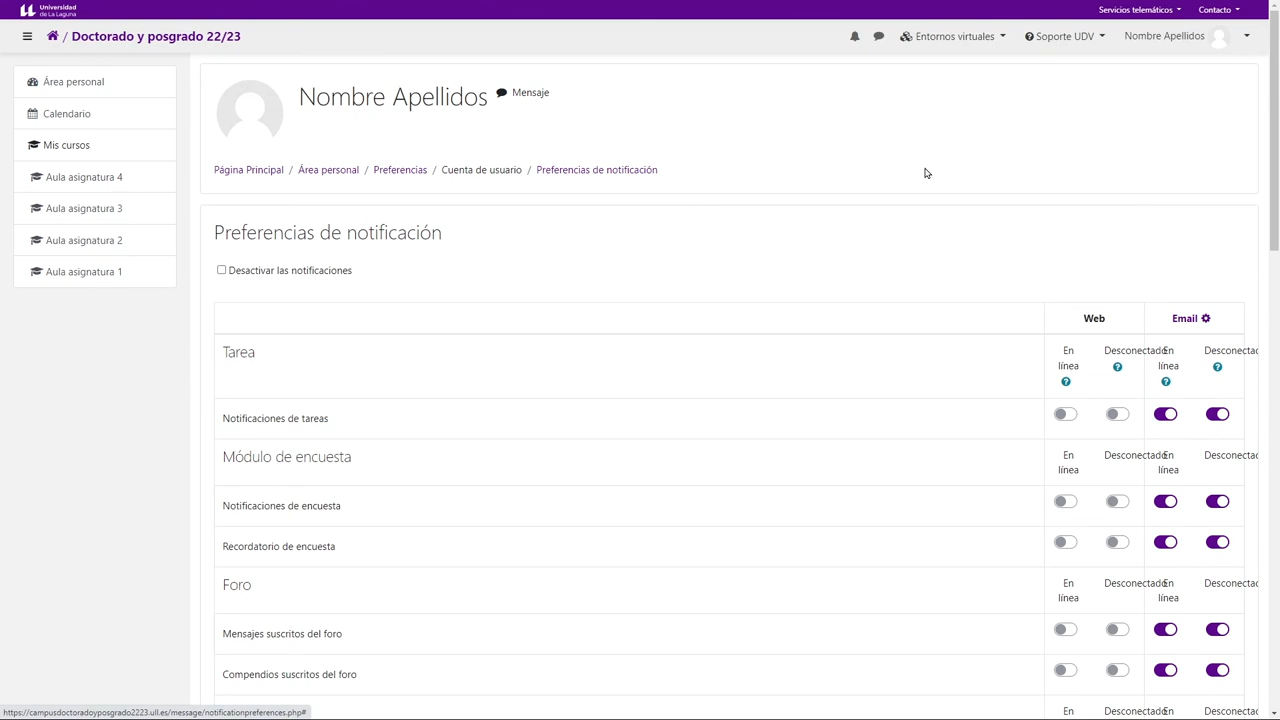 Universidad
de La Laguna
Servicios telemáticos
Contacto
/ Doctorado y posgrado 22/23
Entornos virtuales
Soporte UDV
Nombre Apellidos
Área personal
Calendario
Mis cursos
Aula asignatura 4
Aula asignatura 3
Aula asignatura 2
Aula asignatura 1
Nombre Apellidos
Mensaje
Página Principal / Área personal / Preferencias / Cuenta de usuario / Preferencias de notificación
Preferencias de notificación
Desactivar las notificaciones
Web
Email
Tarea
En línea
Desconectado
En línea
Desconectad
Notificaciones de tareas
Módulo de encuesta
En línea
Desconectado
En línea
Desconectad
Notificaciones de encuesta
Recordatorio de encuesta
Foro
En línea
Desconectado
En línea
Desconectad
Mensajes suscritos del foro
Compendios suscritos del foro
En
Desconectado
En
Desconectad
https://campusdoctoradoyposgrado2223.ull.es/message/notificationpreferences.php#